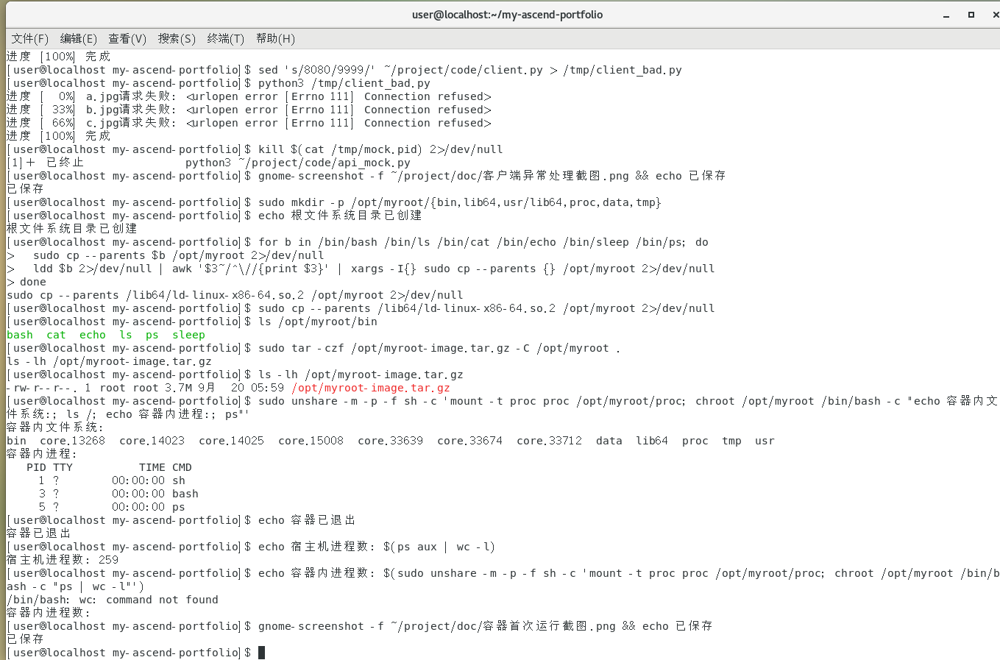 user@localhost:~/my-ascend-portfolio
文件(F) 编辑(E) 查看(V) 搜索(S) 终端(T) 帮助(H)
进度 [100%] 完成
[user@localhost my-ascend-portfolio]$ sed 's/8080/9999/' ~/project/code/client.py > /tmp/client_bad.py
[user@localhost my-ascend-portfolio]$ python3 /tmp/client_bad.py
进度 [  0%] a.jpg请求失败: <urlopen error [Errno 111] Connection refused>
进度 [ 33%] b.jpg请求失败: <urlopen error [Errno 111] Connection refused>
进度 [ 66%] c.jpg请求失败: <urlopen error [Errno 111] Connection refused>
进度 [100%] 完成
[user@localhost my-ascend-portfolio]$ kill $(cat /tmp/mock.pid) 2>/dev/null
[1]+  已终止               python3 ~/project/code/api_mock.py
[user@localhost my-ascend-portfolio]$ gnome-screenshot -f ~/project/doc/客户端异常处理截图.png && echo 已保存
已保存
[user@localhost my-ascend-portfolio]$ sudo mkdir -p /opt/myroot/{bin,lib64,usr/lib64,proc,data,tmp}
[user@localhost my-ascend-portfolio]$ echo 根文件系统目录已创建
根文件系统目录已创建
[user@localhost my-ascend-portfolio]$ for b in /bin/bash /bin/ls /bin/cat /bin/echo /bin/sleep /bin/ps; do
>   sudo cp --parents $b /opt/myroot 2>/dev/null
>   ldd $b 2>/dev/null | awk '$3~/^\//{print $3}' | xargs -I{} sudo cp --parents {} /opt/myroot 2>/dev/null
> done
sudo cp --parents /lib64/ld-linux-x86-64.so.2 /opt/myroot 2>/dev/null
[user@localhost my-ascend-portfolio]$ sudo cp --parents /lib64/ld-linux-x86-64.so.2 /opt/myroot 2>/dev/null
[user@localhost my-ascend-portfolio]$ ls /opt/myroot/bin
bash  cat  echo  ls  ps  sleep
[user@localhost my-ascend-portfolio]$ sudo tar -czf /opt/myroot-image.tar.gz -C /opt/myroot .
ls -lh /opt/myroot-image.tar.gz
[user@localhost my-ascend-portfolio]$ ls -lh /opt/myroot-image.tar.gz
-rw-r--r--. 1 root root 3.7M 9月  20 05:59 /opt/myroot-image.tar.gz
[user@localhost my-ascend-portfolio]$ sudo unshare -m -p -f sh -c 'mount -t proc proc /opt/myroot/proc; chroot /opt/myroot /bin/bash -c "echo 容器内文
件系统:; ls /; echo 容器内进程:; ps"'
容器内文件系统:
bin  core.13268  core.14023  core.14025  core.15008  core.33639  core.33674  core.33712  data  lib64  proc  tmp  usr
容器内进程:
   PID TTY          TIME CMD
     1 ?        00:00:00 sh
     3 ?        00:00:00 bash
     5 ?        00:00:00 ps
[user@localhost my-ascend-portfolio]$ echo 容器已退出
容器已退出
[user@localhost my-ascend-portfolio]$ echo 宿主机进程数: $(ps aux | wc -l)
宿主机进程数: 259
[user@localhost my-ascend-portfolio]$ echo 容器内进程数: $(sudo unshare -m -p -f sh -c 'mount -t proc proc /opt/myroot/proc; chroot /opt/myroot /bin/b
ash -c "ps | wc -l"')
/bin/bash: wc: command not found
容器内进程数:
[user@localhost my-ascend-portfolio]$ gnome-screenshot -f ~/project/doc/容器首次运行截图.png && echo 已保存
已保存
[user@localhost my-ascend-portfolio]$